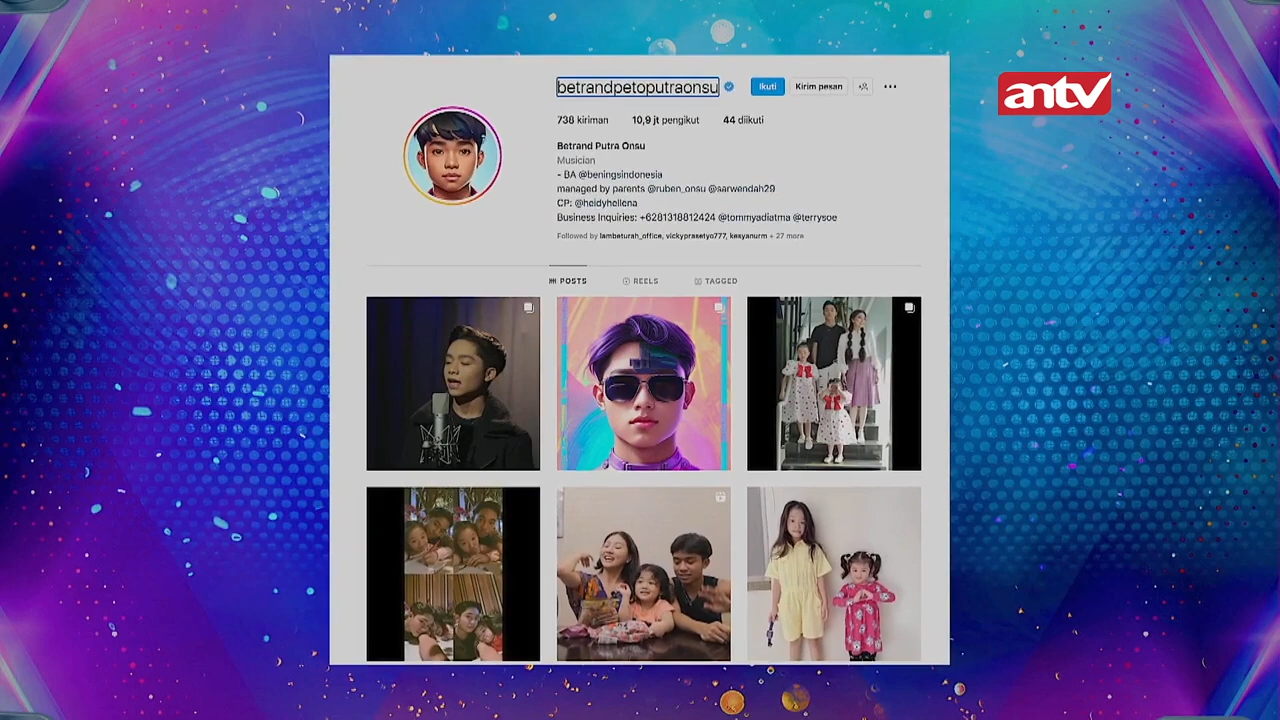 betrandpetoputraonsu
Ikuti
Kirim pesan
antv
738 kiriman
10,9 jt pengikut
44 diikuti
Betrand Putra Onsu
Musician
- BA @beningsindonesia
managed by parents @ruben_onsu @sarwendah29
CP: @heidyhellena
Business Inquiries: +6281318812424 @tommyadiatma @terrysoe
Followed by lambeturah_office, vickyprasetyo777, kesyanurm + 27 more
POSTS
REELS
TAGGED